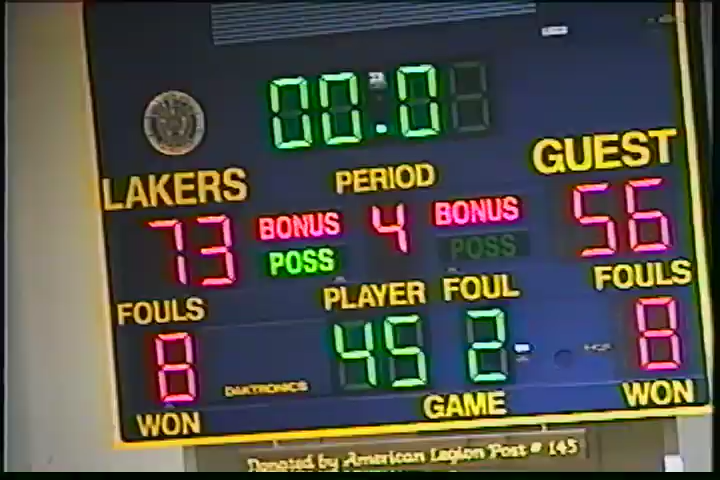 00.0
LAKERS PERIOD GUEST
73 BONUS 4 BONUS 56
POSS POSS
FOULS PLAYER FOUL FOULS
8 45 2 8
DAKTRONICS
WON GAME WON
Donated by American Legion Post # 145